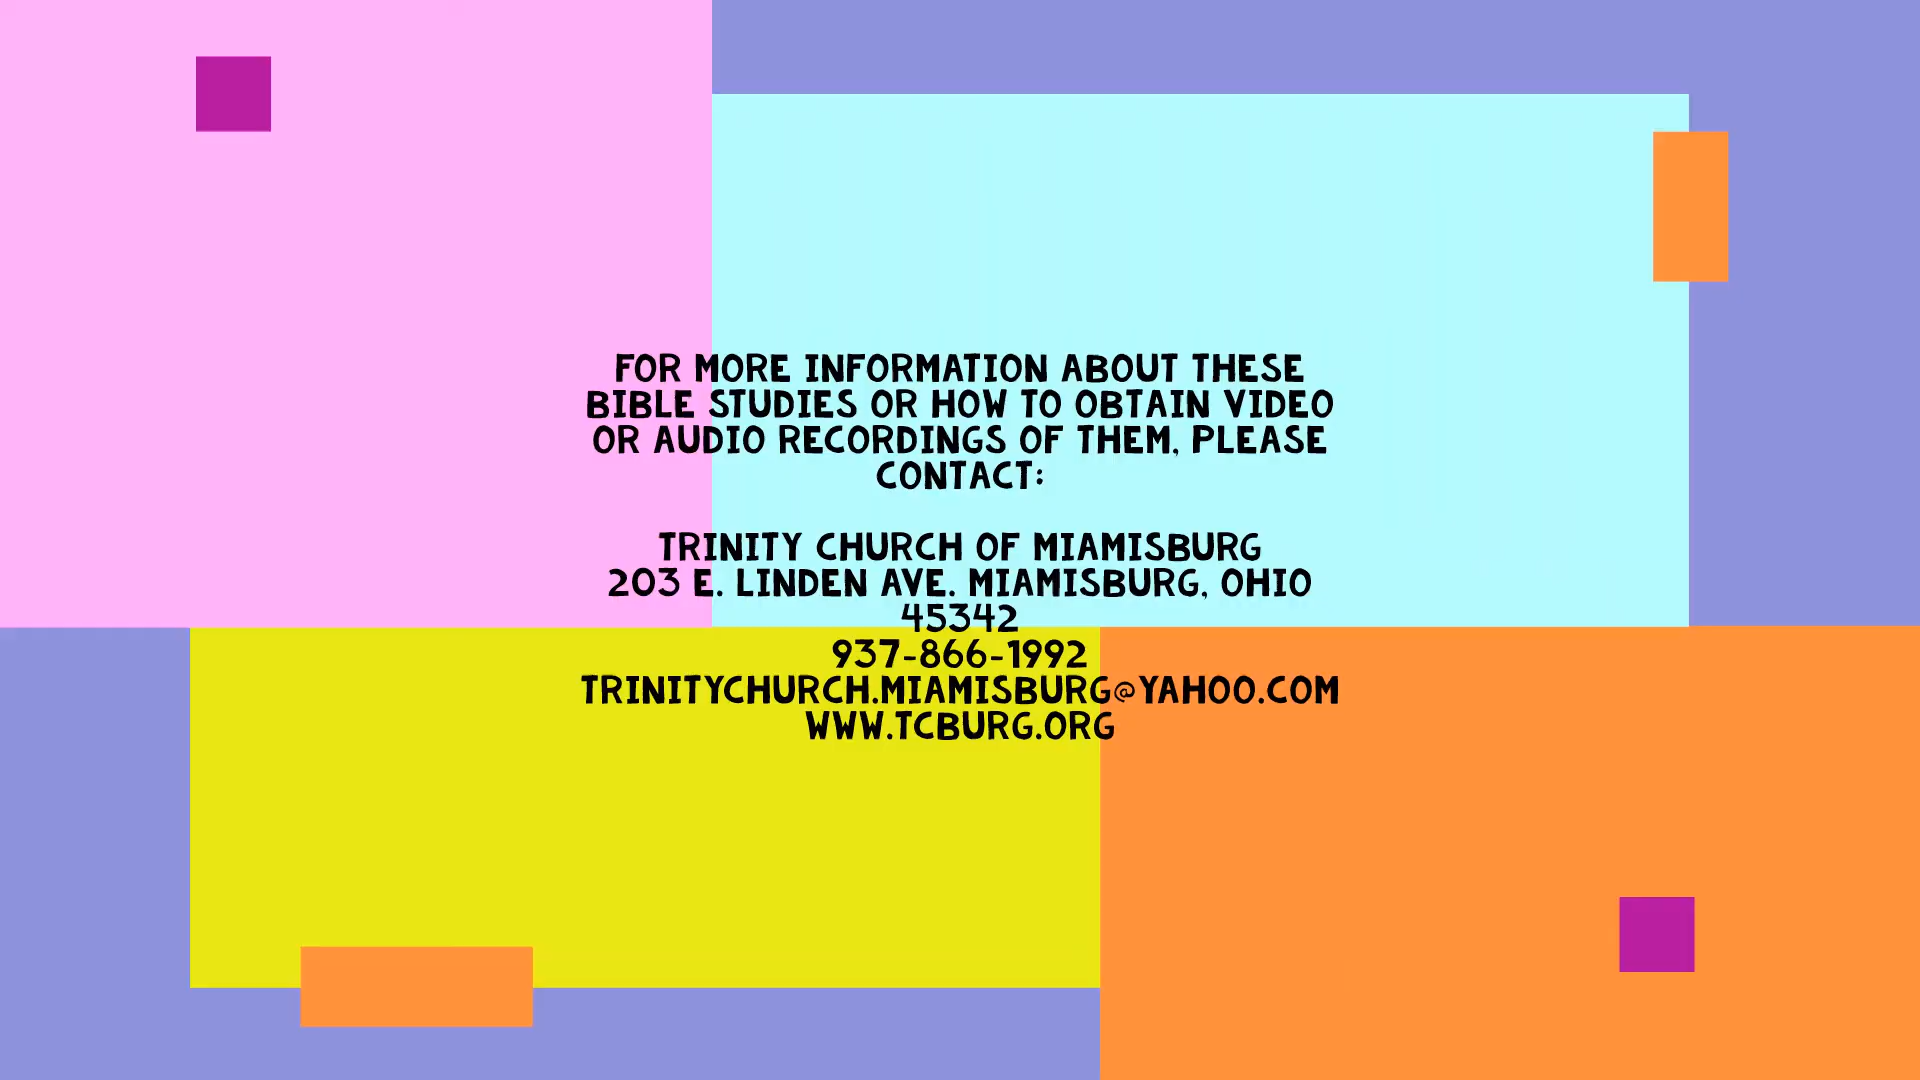 FOR MORE INFORMATION ABOUT THESE
BIBLE STUDIES OR HOW TO OBTAIN VIDEO
OR AUDIO RECORDINGS OF THEM, PLEASE
CONTACT:
TRINITY CHURCH OF MIAMISBURG
203 E. LINDEN AVE. MIAMISBURG, OHIO
45342
937-866-1992
TRINITYCHURCH.MIAMISBURG@YAHOO.COM
WWW.TCBURG.ORG